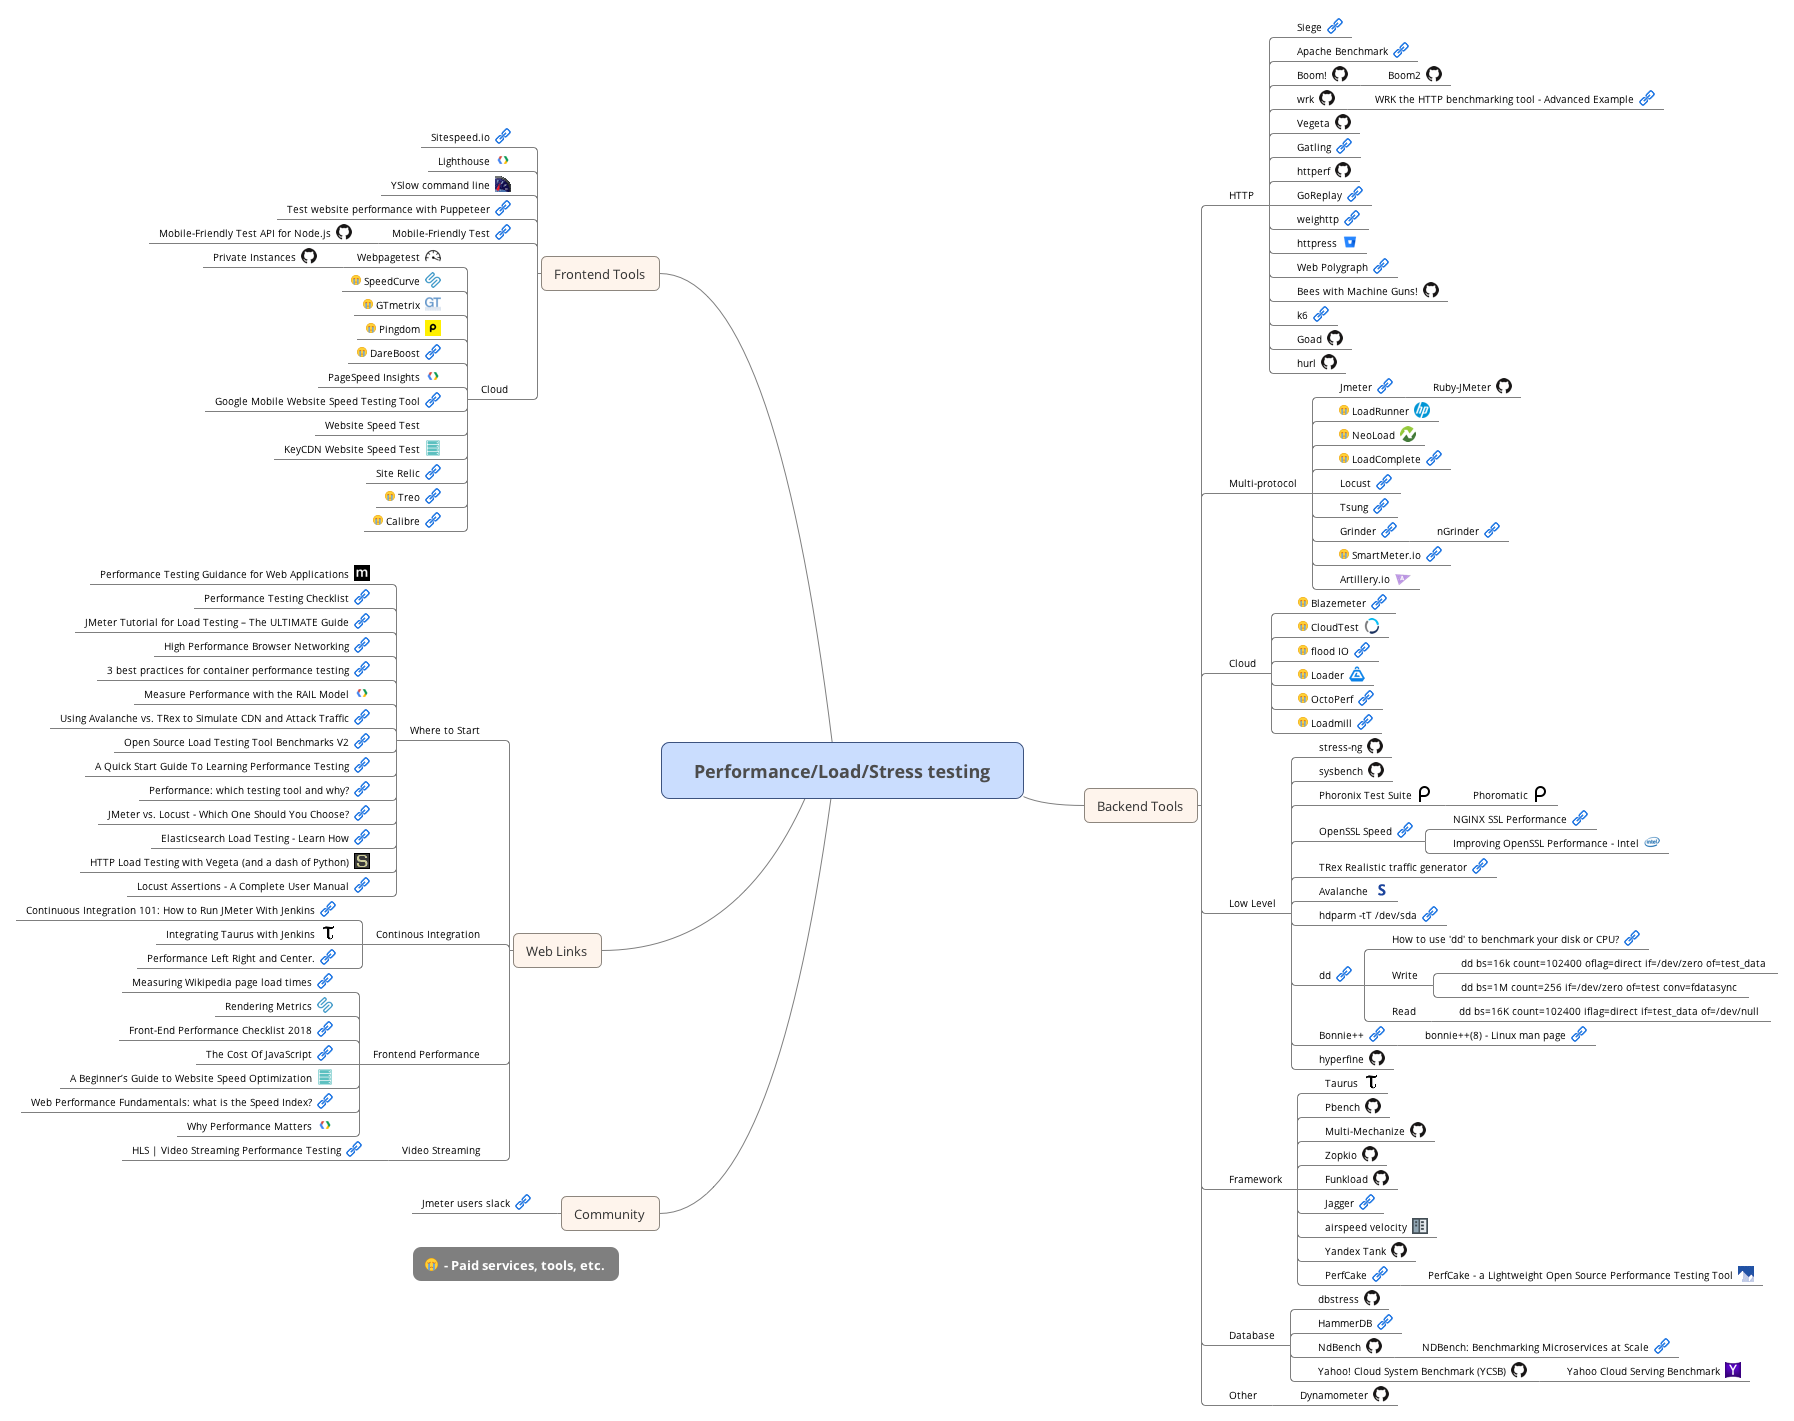 Performance/Load/Stress testing
Frontend Tools
Sitespeed.io
Lighthouse
YSlow command line
Test website performance with Puppeteer
Mobile-Friendly Test API for Node.js Mobile-Friendly Test
Cloud
Private Instances Webpagetest
SpeedCurve
GTmetrix
GT
Pingdom
DareBoost
PageSpeed Insights
Google Mobile Website Speed Testing Tool
Website Speed Test
KeyCDN Website Speed Test
Site Relic
Treo
Calibre
Web Links
Where to Start
Performance Testing Guidance for Web Applications
m
Performance Testing Checklist
JMeter Tutorial for Load Testing – The ULTIMATE Guide
High Performance Browser Networking
3 best practices for container performance testing
Measure Performance with the RAIL Model
Using Avalanche vs. TRex to Simulate CDN and Attack Traffic
Open Source Load Testing Tool Benchmarks V2
A Quick Start Guide To Learning Performance Testing
Performance: which testing tool and why?
JMeter vs. Locust - Which One Should You Choose?
Elasticsearch Load Testing - Learn How
HTTP Load Testing with Vegeta (and a dash of Python)
S
Locust Assertions - A Complete User Manual
Continous Integration
Continuous Integration 101: How to Run JMeter With Jenkins
Integrating Taurus with Jenkins
Performance Left Right and Center.
Frontend Performance
Measuring Wikipedia page load times
Rendering Metrics
Front-End Performance Checklist 2018
The Cost Of JavaScript
A Beginner's Guide to Website Speed Optimization
Web Performance Fundamentals: what is the Speed Index?
Why Performance Matters
Video Streaming
HLS | Video Streaming Performance Testing
Community
Jmeter users slack
- Paid services, tools, etc.
Backend Tools
HTTP
Siege
Apache Benchmark
Boom! Boom2
wrk WRK the HTTP benchmarking tool - Advanced Example
Vegeta
Gatling
httperf
GoReplay
weighttp
httpress
Web Polygraph
Bees with Machine Guns!
k6
Goad
hurl
Multi-protocol
Jmeter Ruby-JMeter
LoadRunner
hp
NeoLoad
LoadComplete
Locust
Tsung
Grinder nGrinder
SmartMeter.io
Artillery.io
Cloud
Blazemeter
CloudTest
flood IO
Loader
OctoPerf
Loadmill
Low Level
stress-ng
sysbench
Phoronix Test Suite Phoromatic
OpenSSL Speed
NGINX SSL Performance
Improving OpenSSL Performance - Intel
intel
TRex Realistic traffic generator
Avalanche
S
hdparm -tT /dev/sda
dd
How to use 'dd' to benchmark your disk or CPU?
Write
dd bs=16k count=102400 oflag=direct if=/dev/zero of=test_data
dd bs=1M count=256 if=/dev/zero of=test conv=fdatasync
Read dd bs=16K count=102400 iflag=direct if=test_data of=/dev/null
Bonnie++ bonnie++(8) - Linux man page
hyperfine
Framework
Taurus
Pbench
Multi-Mechanize
Zopkio
Funkload
Jagger
airspeed velocity
Yandex Tank
PerfCake PerfCake - a Lightweight Open Source Performance Testing Tool
Database
dbstress
HammerDB
NdBench NDBench: Benchmarking Microservices at Scale
Yahoo! Cloud System Benchmark (YCSB) Yahoo Cloud Serving Benchmark
Y
Other Dynamometer